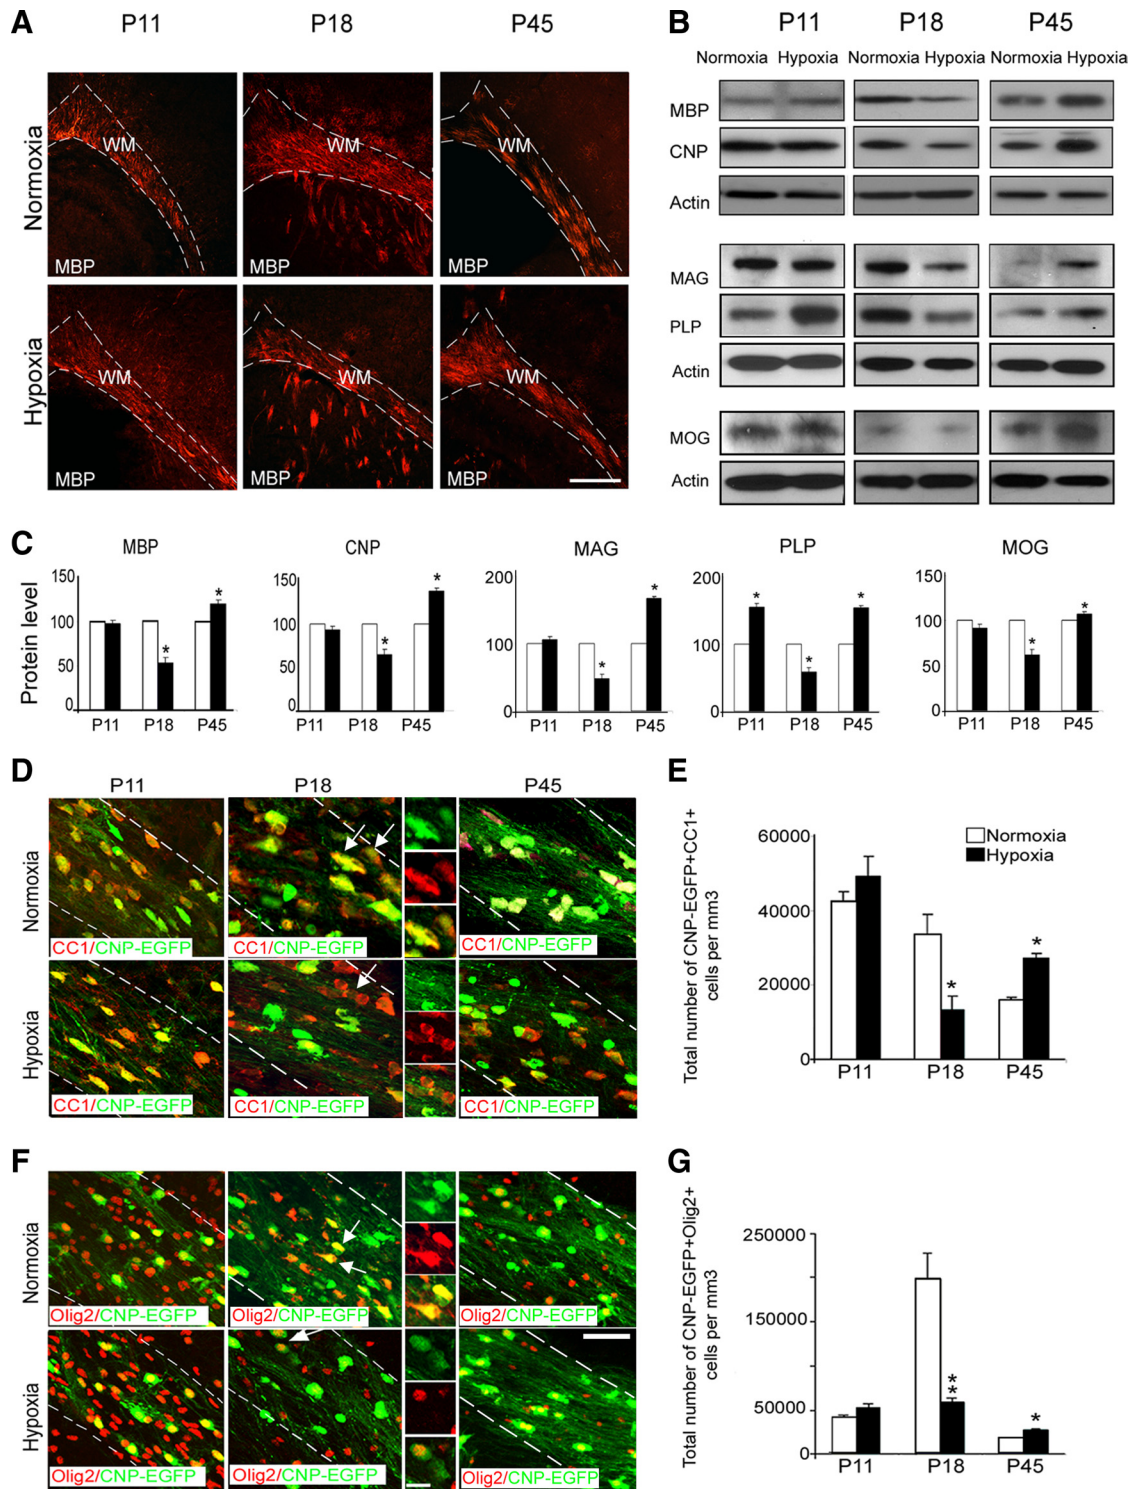 A
P11 P18 P45
Normoxia
WM WM WM
MBP MBP MBP
Hypoxia
WM WM WM
MBP MBP MBP
B
P11 P18 P45
Normoxia Hypoxia Normoxia Hypoxia Normoxia Hypoxia
MBP
CNP
Actin
MAG
PLP
Actin
MOG
Actin
C
Protein level
MBP
150
100
50
0
P11 P18 P45
* *
CNP
150
100
50
0
P11 P18 P45
* *
MAG
200
100
0
P11 P18 P45
* *
PLP
200
100
0
P11 P18 P45
* * *
MOG
150
100
50
0
P11 P18 P45
* *
D
P11 P18 P45
Normoxia
CC1/CNP-EGFP CC1/CNP-EGFP CC1/CNP-EGFP
Hypoxia
CC1/CNP-EGFP CC1/CNP-EGFP CC1/CNP-EGFP
E
Total number of CNP-EGFP+CC1+
cells per mm3
60000
40000
20000
0
Normoxia
Hypoxia
* *
P11 P18 P45
F
Normoxia
Olig2/CNP-EGFP Olig2/CNP-EGFP Olig2/CNP-EGFP
Hypoxia
Olig2/CNP-EGFP Olig2/CNP-EGFP Olig2/CNP-EGFP
G
Total number of CNP-EGFP+Olig2+
cells per mm3
250000
150000
50000
0
** *
P11 P18 P45